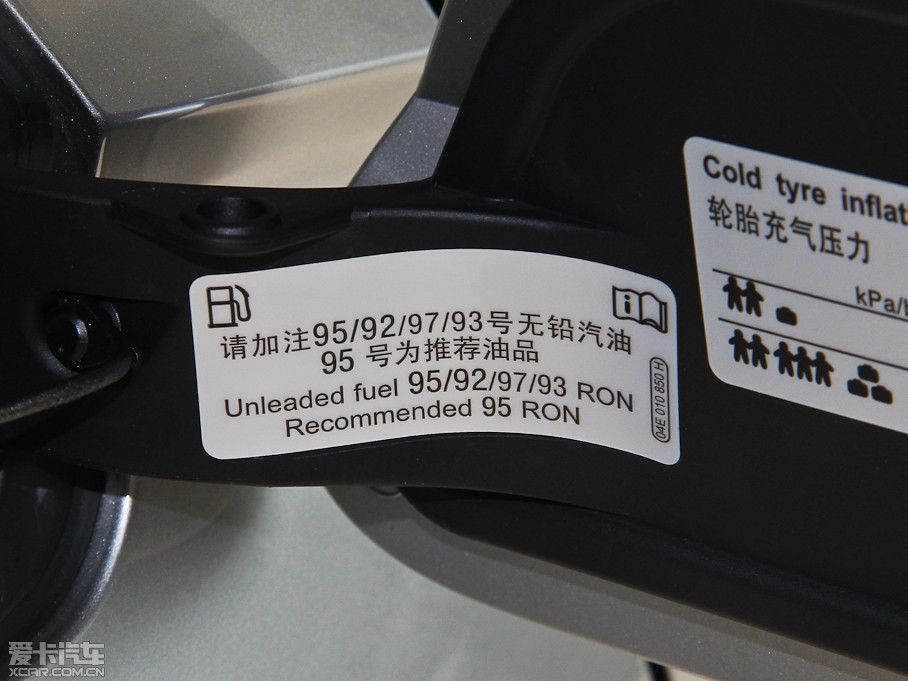 请加注95/92/97/93号无铅汽油
95 号为推荐油品
Unleaded fuel 95/92/97/93 RON
Recommended 95 RON
04E 010 850 H
Cold tyre
轮胎充气压力
爱卡汽车
XCAR.COM.CN